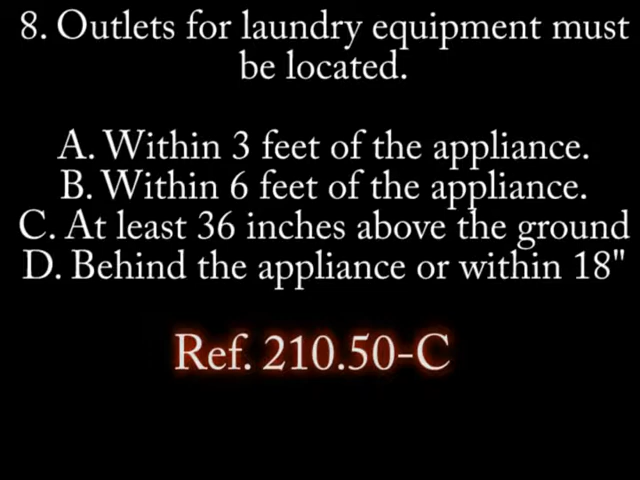 8. Outlets for laundry equipment must
be located.
A. Within 3 feet of the appliance.
B. Within 6 feet of the appliance.
C. At least 36 inches above the ground
D. Behind the appliance or within 18"
Ref. 210.50-C